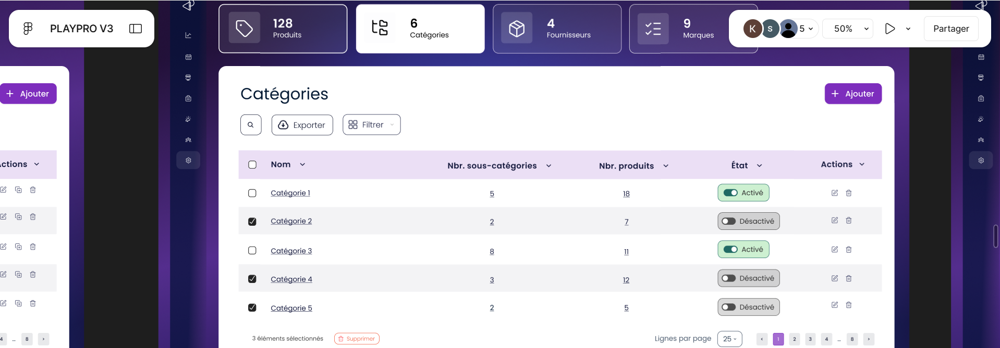 PLAYPRO V3
128
Produits
6
Catégories
4
Fournisseurs
9
Marques
K
S
5
50%
Partager
+ Ajouter
Catégories
+ Ajouter
Exporter
Filtrer
Actions
Nom
Nbr. sous-catégories
Nbr. produits
État
Actions
Catégorie 1
5
18
Activé
Catégorie 2
2
7
Désactivé
Catégorie 3
8
11
Activé
Catégorie 4
3
12
Désactivé
Catégorie 5
2
5
Désactivé
4 ... 8 >
3 éléments sélectionnés
Supprimer
Lignes par page
25
< 1 2 3 4 ... 8 >